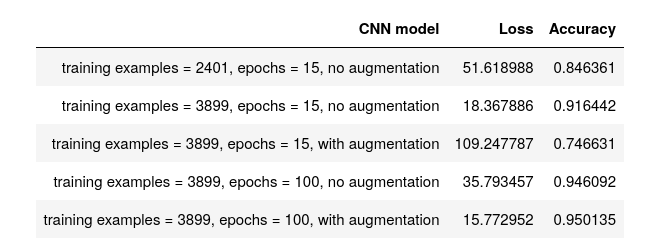 CNN model Loss Accuracy
training examples = 2401, epochs = 15, no augmentation 51.618988 0.846361
training examples = 3899, epochs = 15, no augmentation 18.367886 0.916442
training examples = 3899, epochs = 15, with augmentation 109.247787 0.746631
training examples = 3899, epochs = 100, no augmentation 35.793457 0.946092
training examples = 3899, epochs = 100, with augmentation 15.772952 0.950135